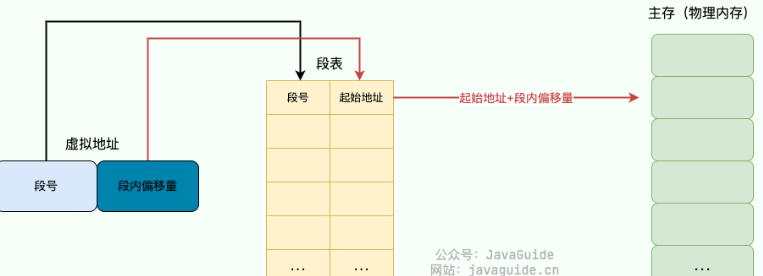 主存（物理内存）
段表
段号
起始地址
起始地址+段内偏移量
虚拟地址
段号
段内偏移量
...
...
...
公众号：JavaGuide
网站：javaguide.cn